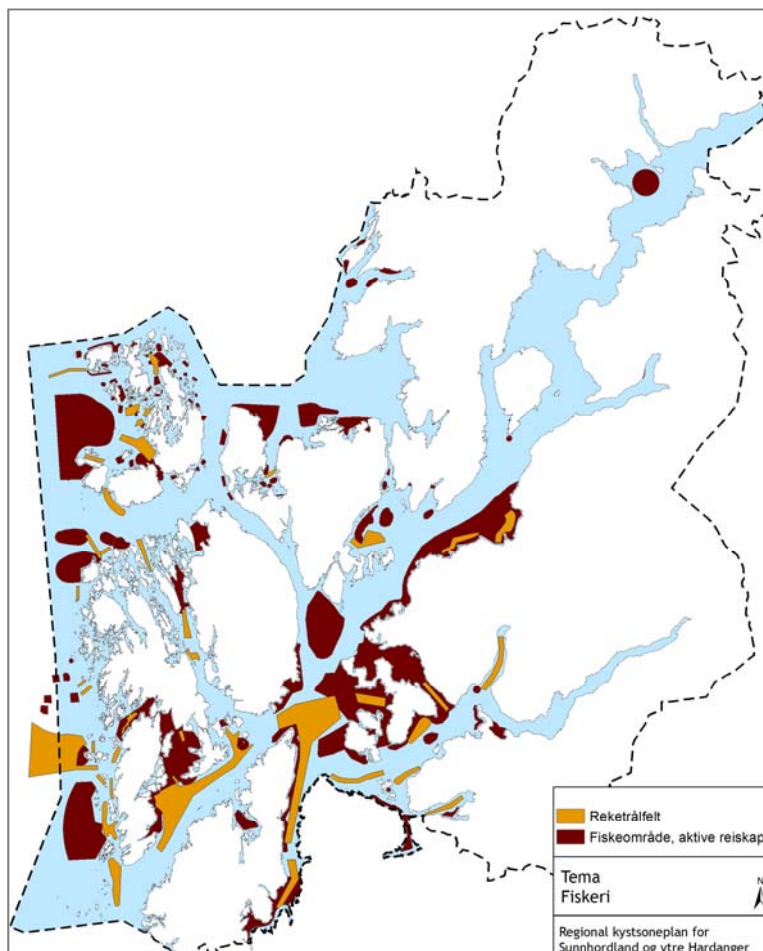 Reketrålfelt
Fiskeområde, aktive reiskap
Tema
Fiskeri
N
Regional kystsoneplan for
Sunnhordland og ytre Hardanger